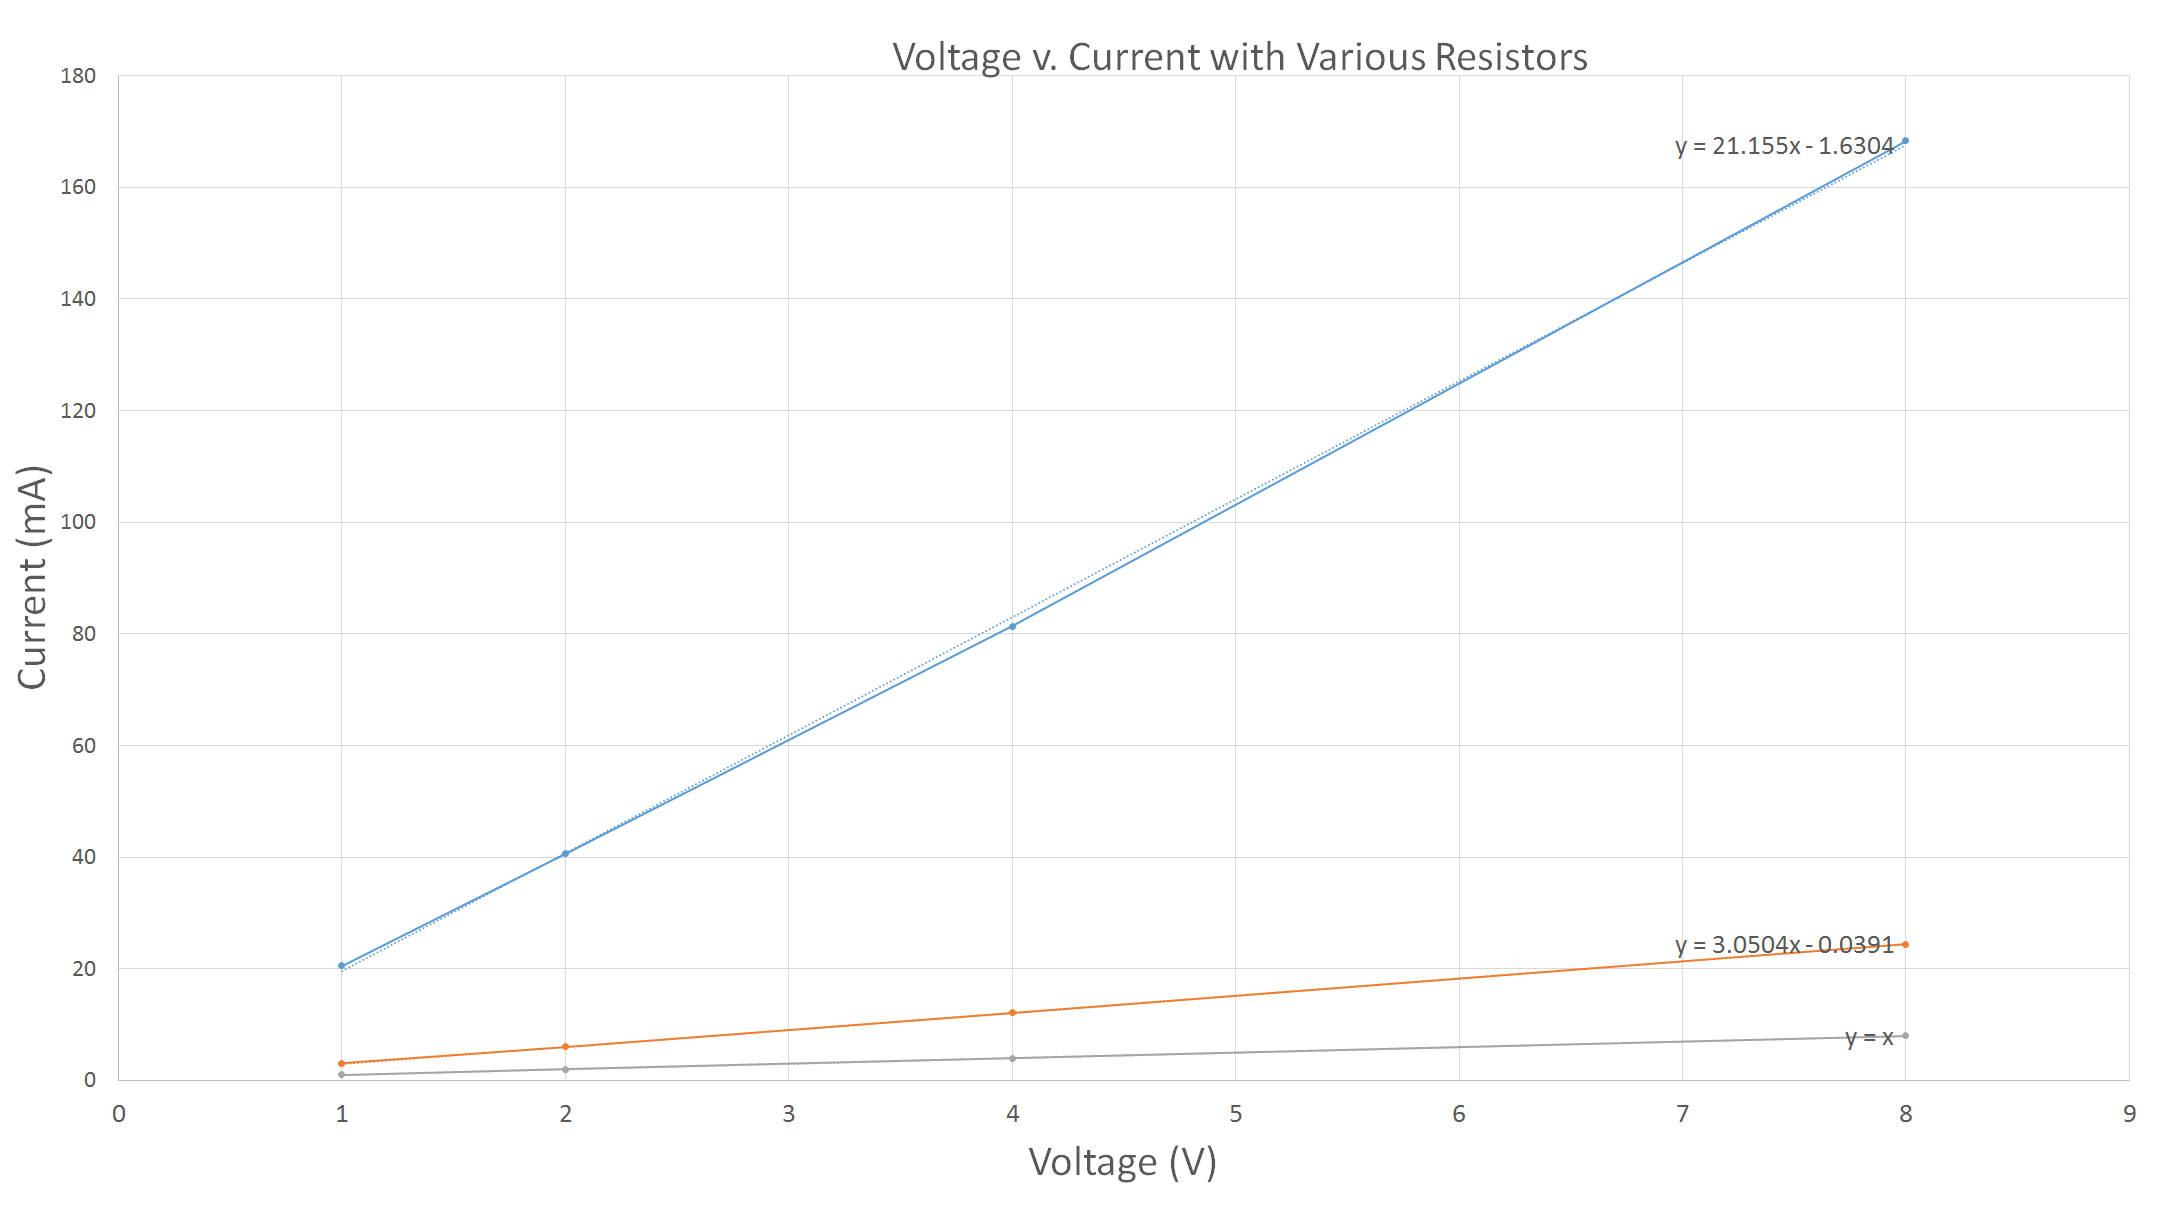 Voltage v. Current with Various Resistors
180
160
140
120
100
80
60
40
20
0
Current (mA)
y = 21.155x - 1.6304
y = 3.0504x - 0.0391
y = x
0 1 2 3 4 5 6 7 8 9
Voltage (V)